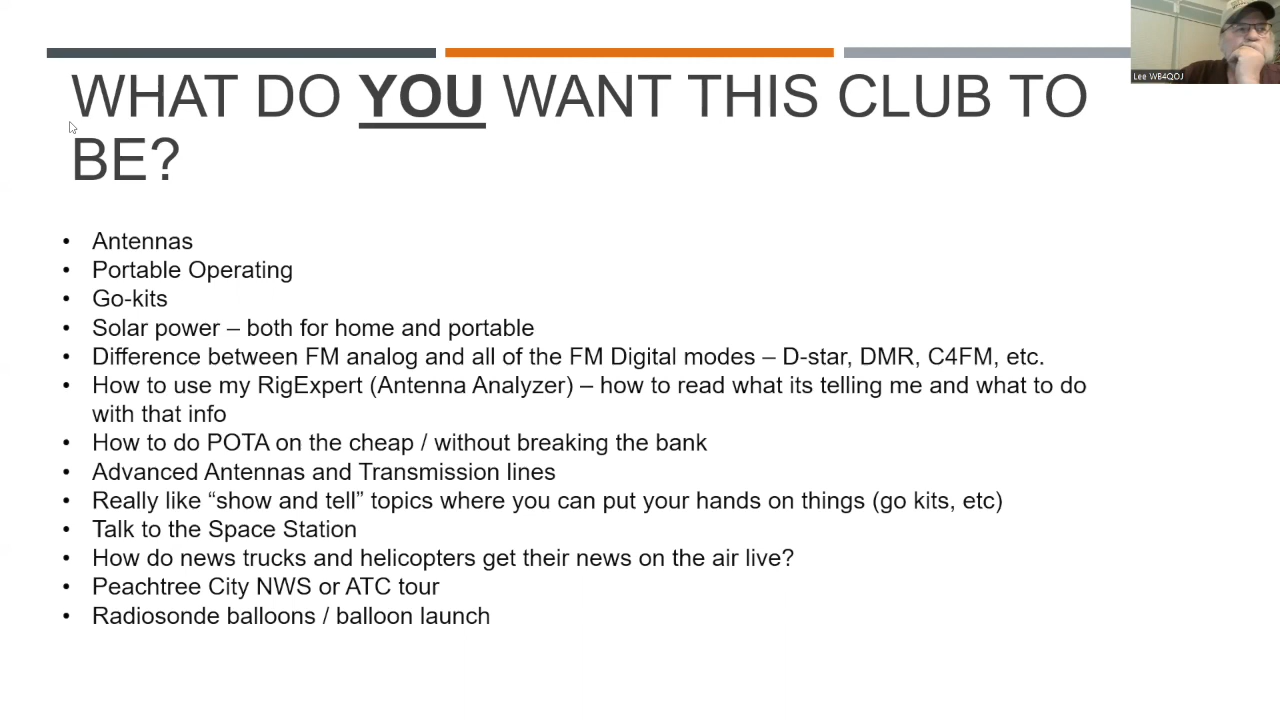 WHAT DO YOU WANT THIS CLUB TO
BE?
Lee WB4QOJ
• Antennas
• Portable Operating
• Go-kits
• Solar power – both for home and portable
• Difference between FM analog and all of the FM Digital modes – D-star, DMR, C4FM, etc.
• How to use my RigExpert (Antenna Analyzer) – how to read what its telling me and what to do
with that info
• How to do POTA on the cheap / without breaking the bank
• Advanced Antennas and Transmission lines
• Really like “show and tell” topics where you can put your hands on things (go kits, etc)
• Talk to the Space Station
• How do news trucks and helicopters get their news on the air live?
• Peachtree City NWS or ATC tour
• Radiosonde balloons / balloon launch